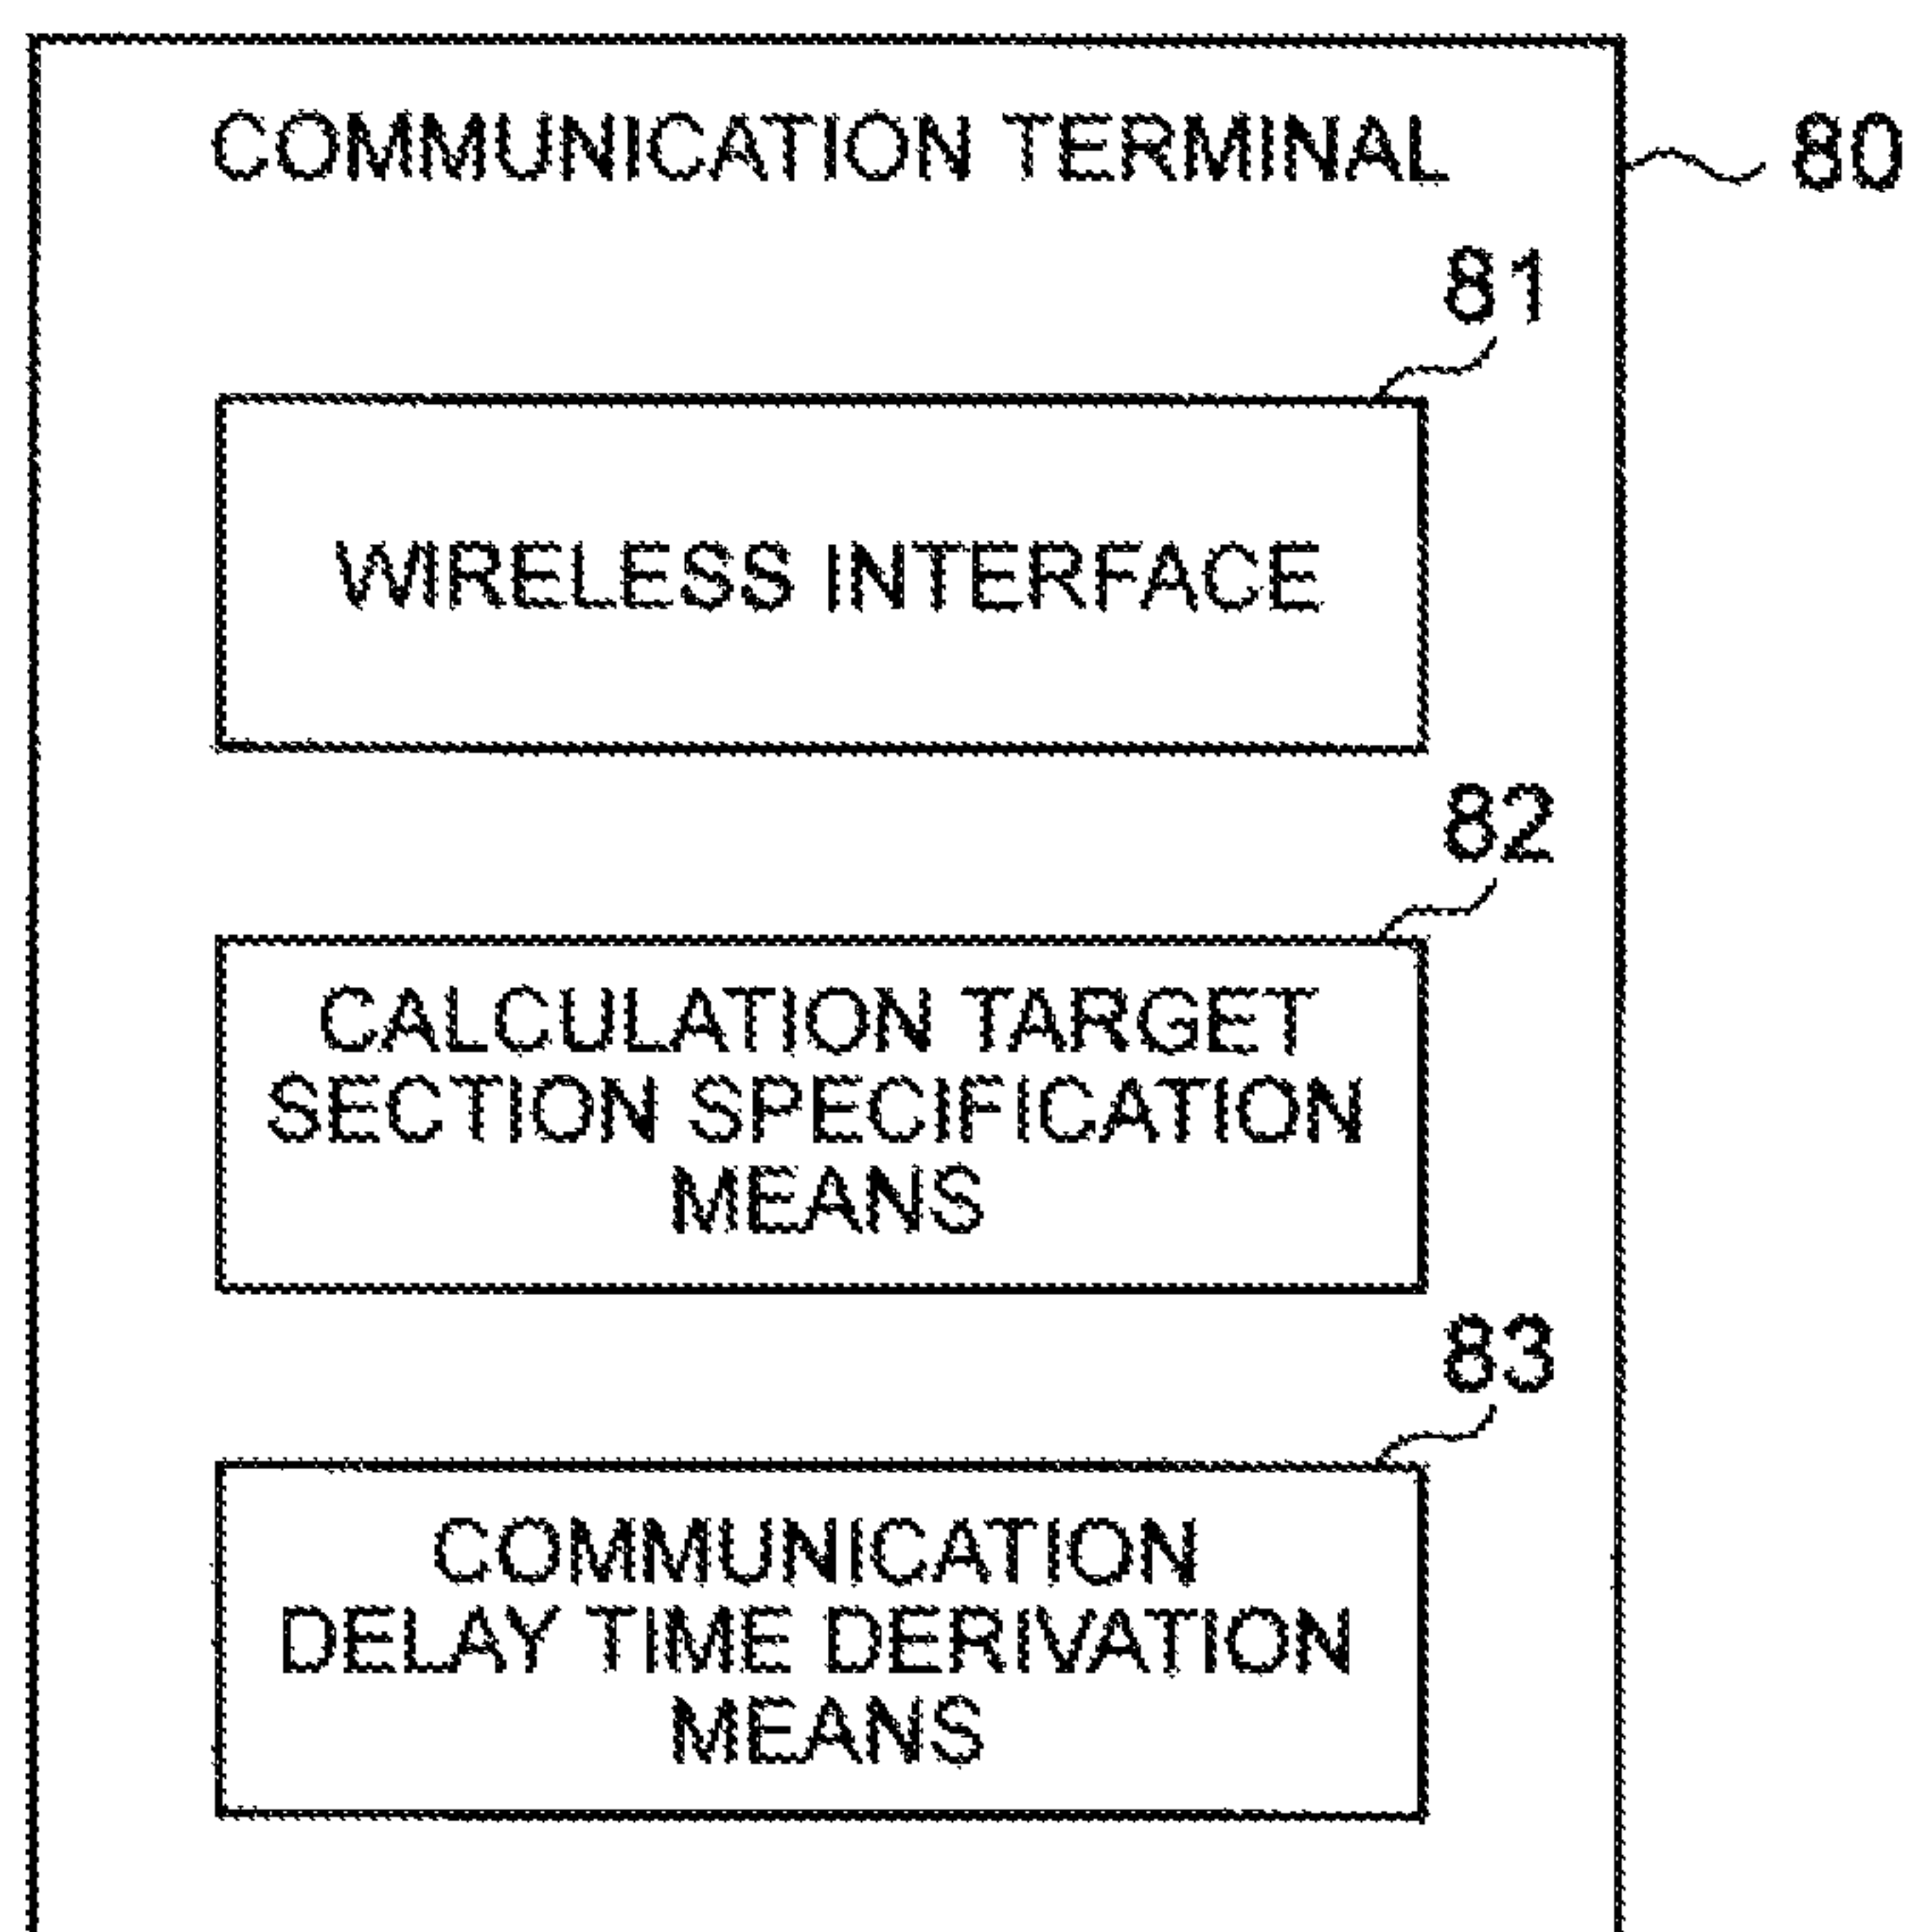 COMMUNICATION TERMINAL
80
81
WIRELESS INTERFACE
82
CALCULATION TARGET
SECTION SPECIFICATION
MEANS
83
COMMUNICATION
DELAY TIME DERIVATION
MEANS